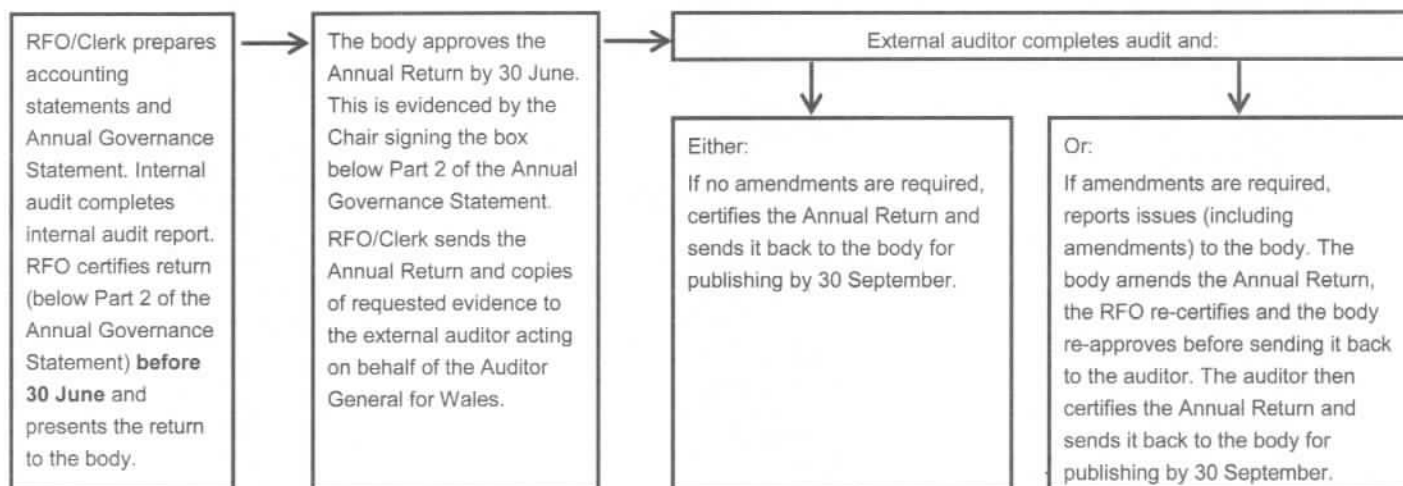 RFO/Clerk prepares
accounting
statements and
Annual Governance
Statement. Internal
audit completes
internal audit report.
RFO certifies return
(below Part 2 of the
Annual Governance
Statement) before
30 June and
presents the return
to the body.
The body approves the
Annual Return by 30 June.
This is evidenced by the
Chair signing the box
below Part 2 of the Annual
Governance Statement.
RFO/Clerk sends the
Annual Return and copies
of requested evidence to
the external auditor acting
on behalf of the Auditor
General for Wales.
External auditor completes audit and:
Either:
If no amendments are required,
certifies the Annual Return and
sends it back to the body for
publishing by 30 September.
Or:
If amendments are required,
reports issues (including
amendments) to the body. The
body amends the Annual Return,
the RFO re-certifies and the body
re-approves before sending it back
to the auditor. The auditor then
certifies the Annual Return and
sends it back to the body for
publishing by 30 September.